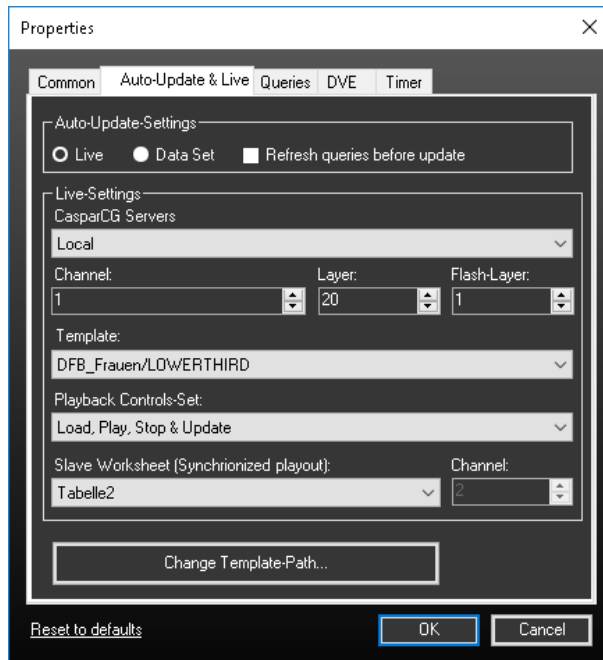 Properties
Common Auto-Update & Live Queries DVE Timer
Auto-Update-Settings
Live Data Set Refresh queries before update
Live-Settings
CasparCG Servers
Local
Channel: Layer: Flash-Layer:
1 20 1
Template:
DFB_Frauen/LOWERTHIRD
Playback Controls-Set:
Load, Play, Stop & Update
Slave Worksheet (Synchrionized playout): Channel:
Tabelle2 2
Change Template-Path...
Reset to defaults OK Cancel